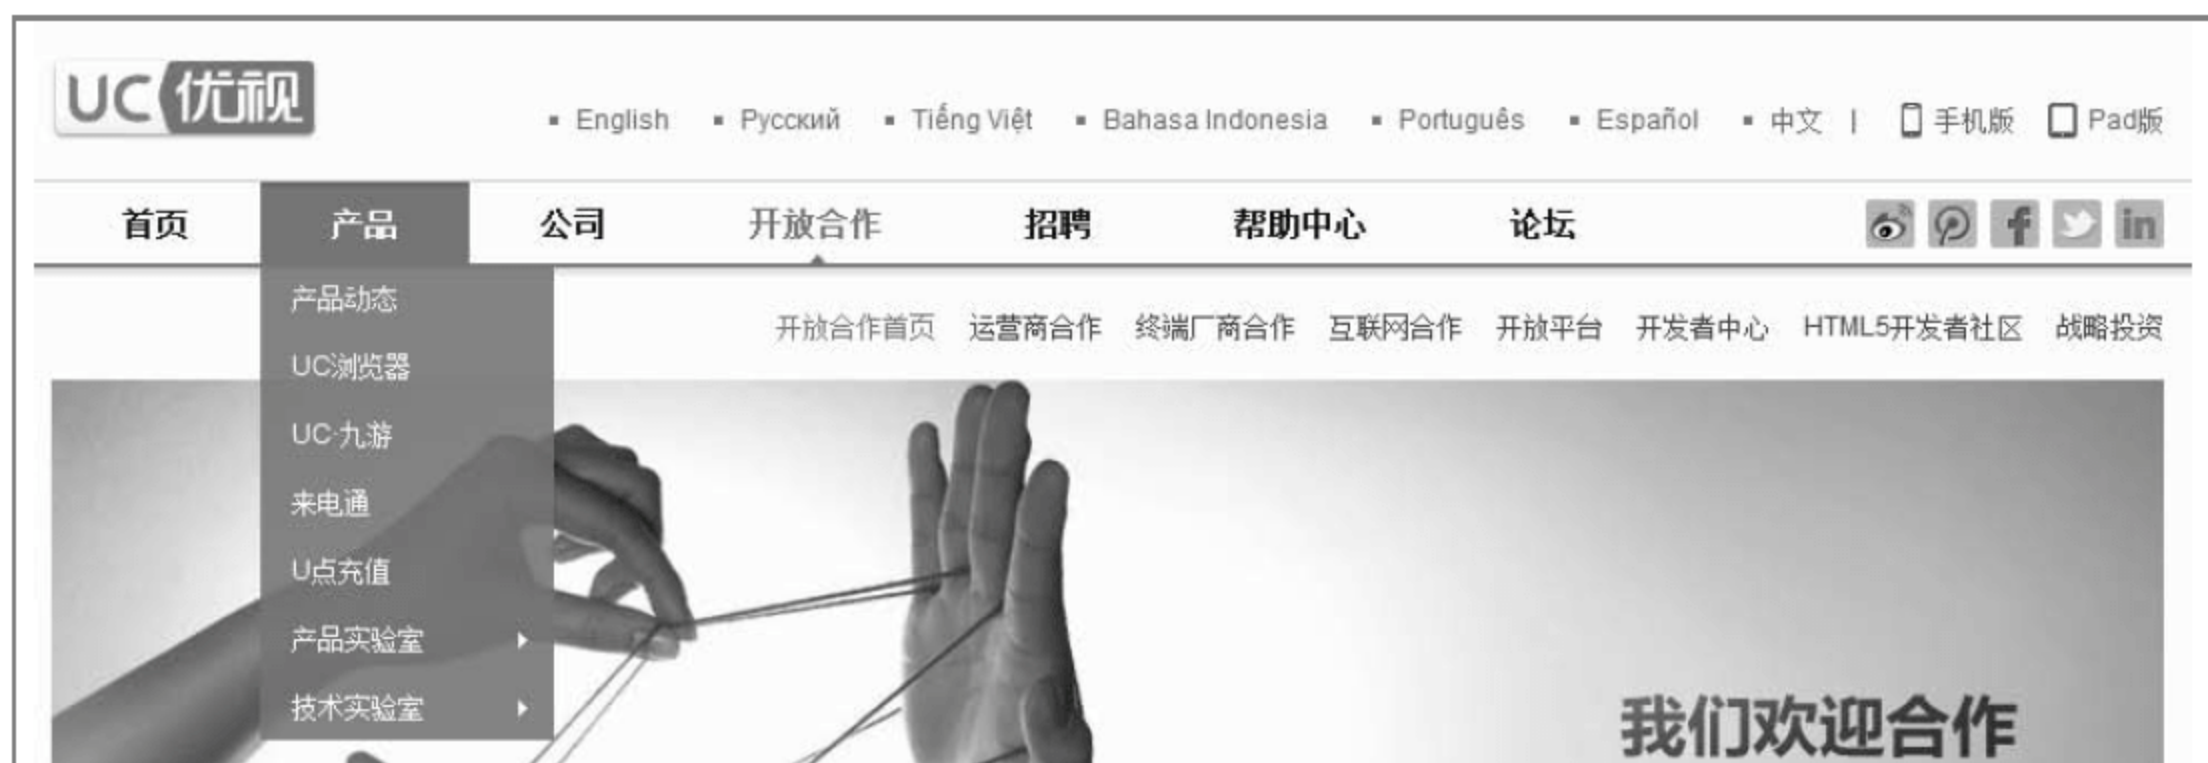 UC优视
▪ English ▪ Русский ▪ Tiếng Việt ▪ Bahasa Indonesia ▪ Português ▪ Español ▪ 中文 | 手机版 Pad版
首页 产品 公司 开放合作 招聘 帮助中心 论坛
开放合作首页 运营商合作 终端厂商合作 互联网合作 开放平台 开发者中心 HTML5开发者社区 战略投资
产品动态
UC浏览器
UC·九游
来电通
U点充值
产品实验室
技术实验室
我们欢迎合作